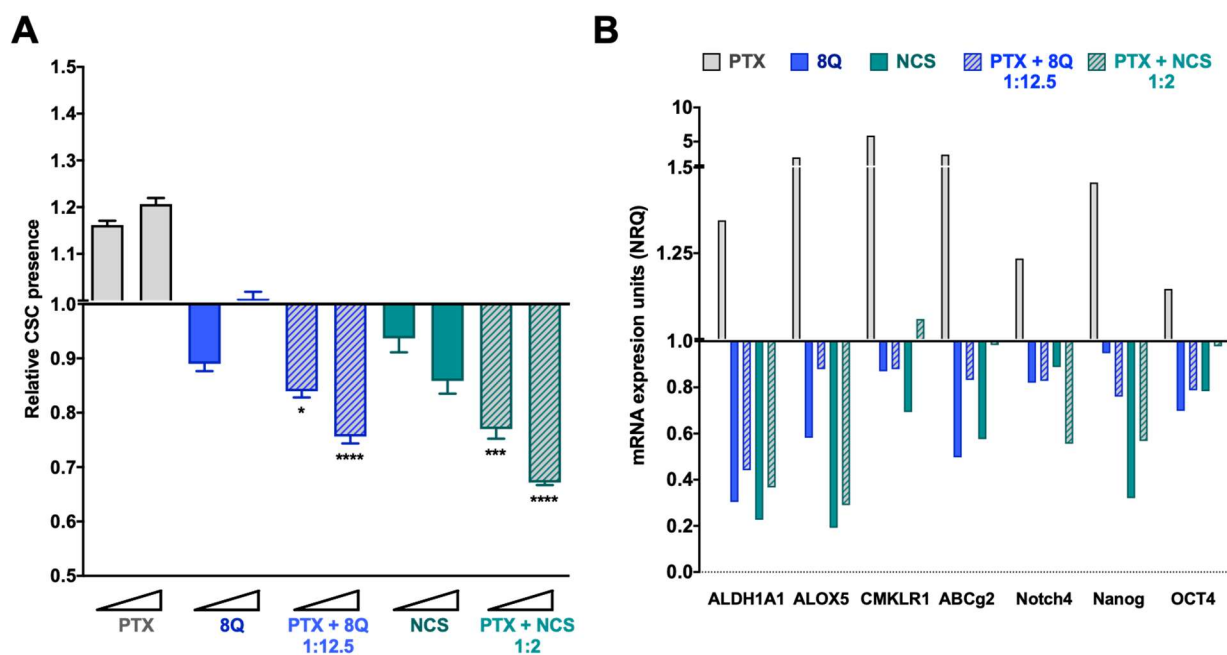 A
Relative CSC presence
1.5
1.4
1.3
1.2
1.1
1.0
0.9
0.8
0.7
0.6
0.5
*
****
***
****
PTX
8Q
PTX + 8Q
1:12.5
NCS
PTX + NCS
1:2
B
PTX
8Q
NCS
PTX + 8Q
1:12.5
PTX + NCS
1:2
mRNA expresion units (NRQ)
10
5
1.5
1.25
1.0
0.8
0.6
0.4
0.2
0.0
ALDH1A1
ALOX5
CMKLR1
ABCg2
Notch4
Nanog
OCT4